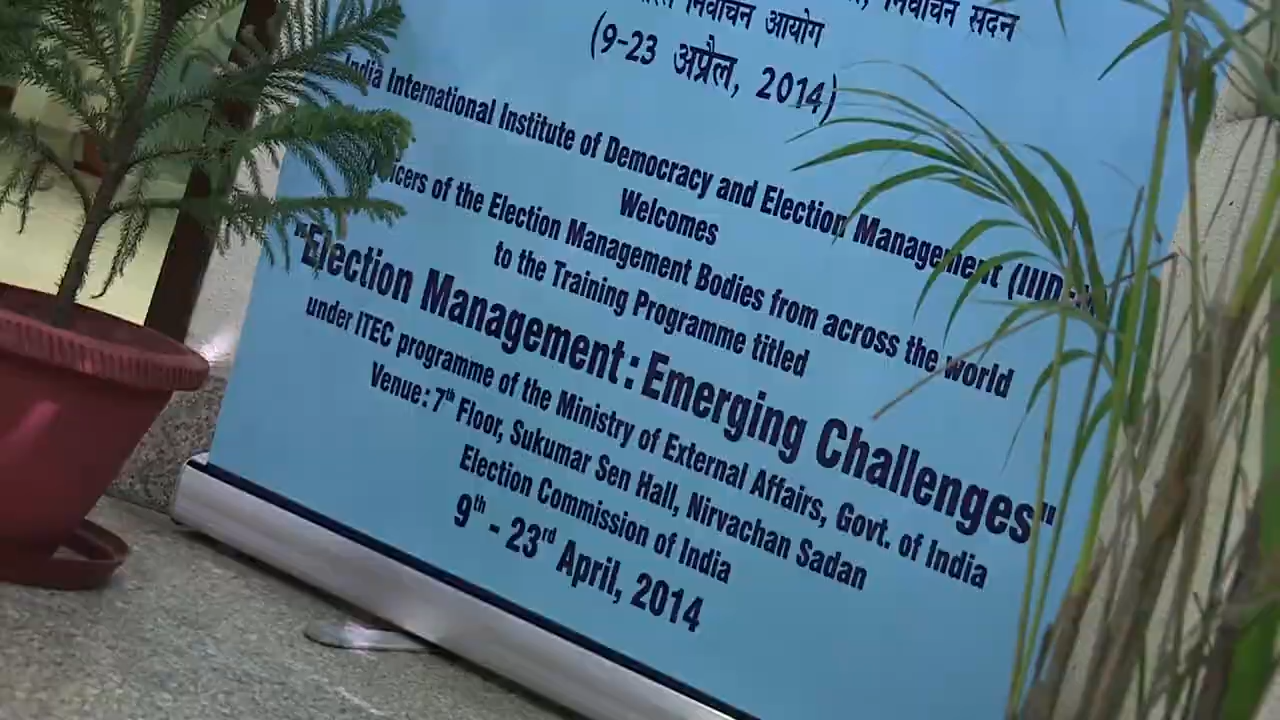 निर्वाचन आयोग, निर्वाचन सदन
(9-23 अप्रैल, 2014)
India International Institute of Democracy and Election Management
Welcomes
of the Election Management Bodies from across the world
to the Training Programme titled
"Election Management: Emerging Challenges"
under ITEC programme of the Ministry of External Affairs, Govt. of India
Venue: 7th Floor, Sukumar Sen Hall, Nirvachan Sadan
Election Commission of India
9th - 23rd April, 2014